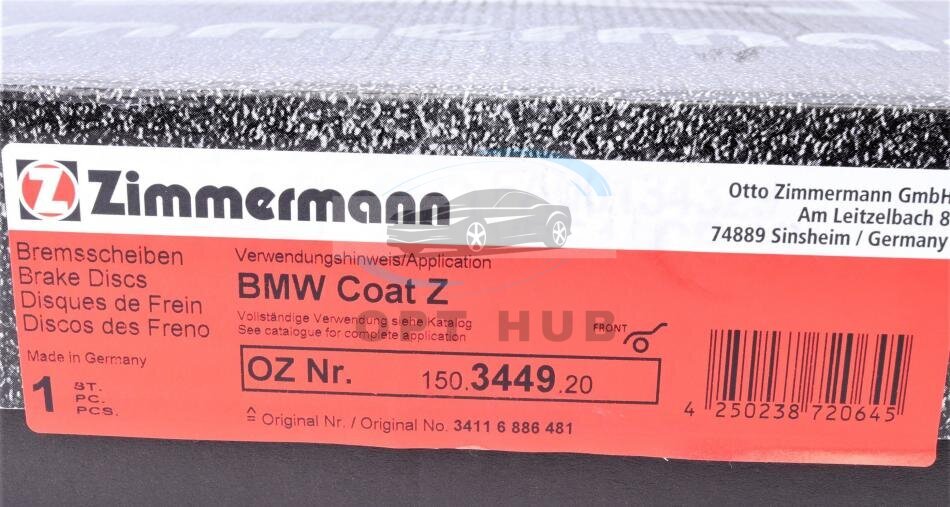 Z Zimmermann
Otto Zimmermann GmbH
Am Leitzelbach 8
74889 Sinsheim / Germany
Bremsscheiben
Brake Discs
Disques de Frein
Discos des Freno
Made in Germany
1 ST.
PC.
PCS.
Verwendungshinweis/Application
BMW Coat Z
Vollständige Verwendung siehe Katalog
See catalogue for complete application
OPT HUB
FRONT
OZ Nr. 150.3449.20
≙ Original Nr. / Original No. 3411 6 886 481
4 250238 720645